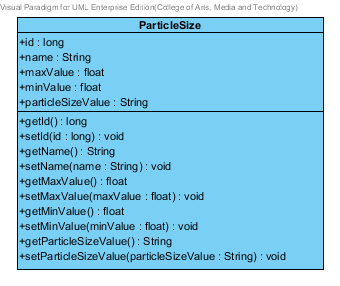 Visual Paradigm for UML Enterprise Edition(College of Arts, Media and Technology)
ParticleSize
+id : long
+name : String
+maxValue : float
+minValue : float
+particleSizeValue : String
+getId() : long
+setId(id : long) : void
+getName() : String
+setName(name : String) : void
+getMaxValue() : float
+setMaxValue(maxValue : float) : void
+getMinValue() : float
+setMinValue(minValue : float) : void
+getParticleSizeValue() : String
+setParticleSizeValue(particleSizeValue : String) : void